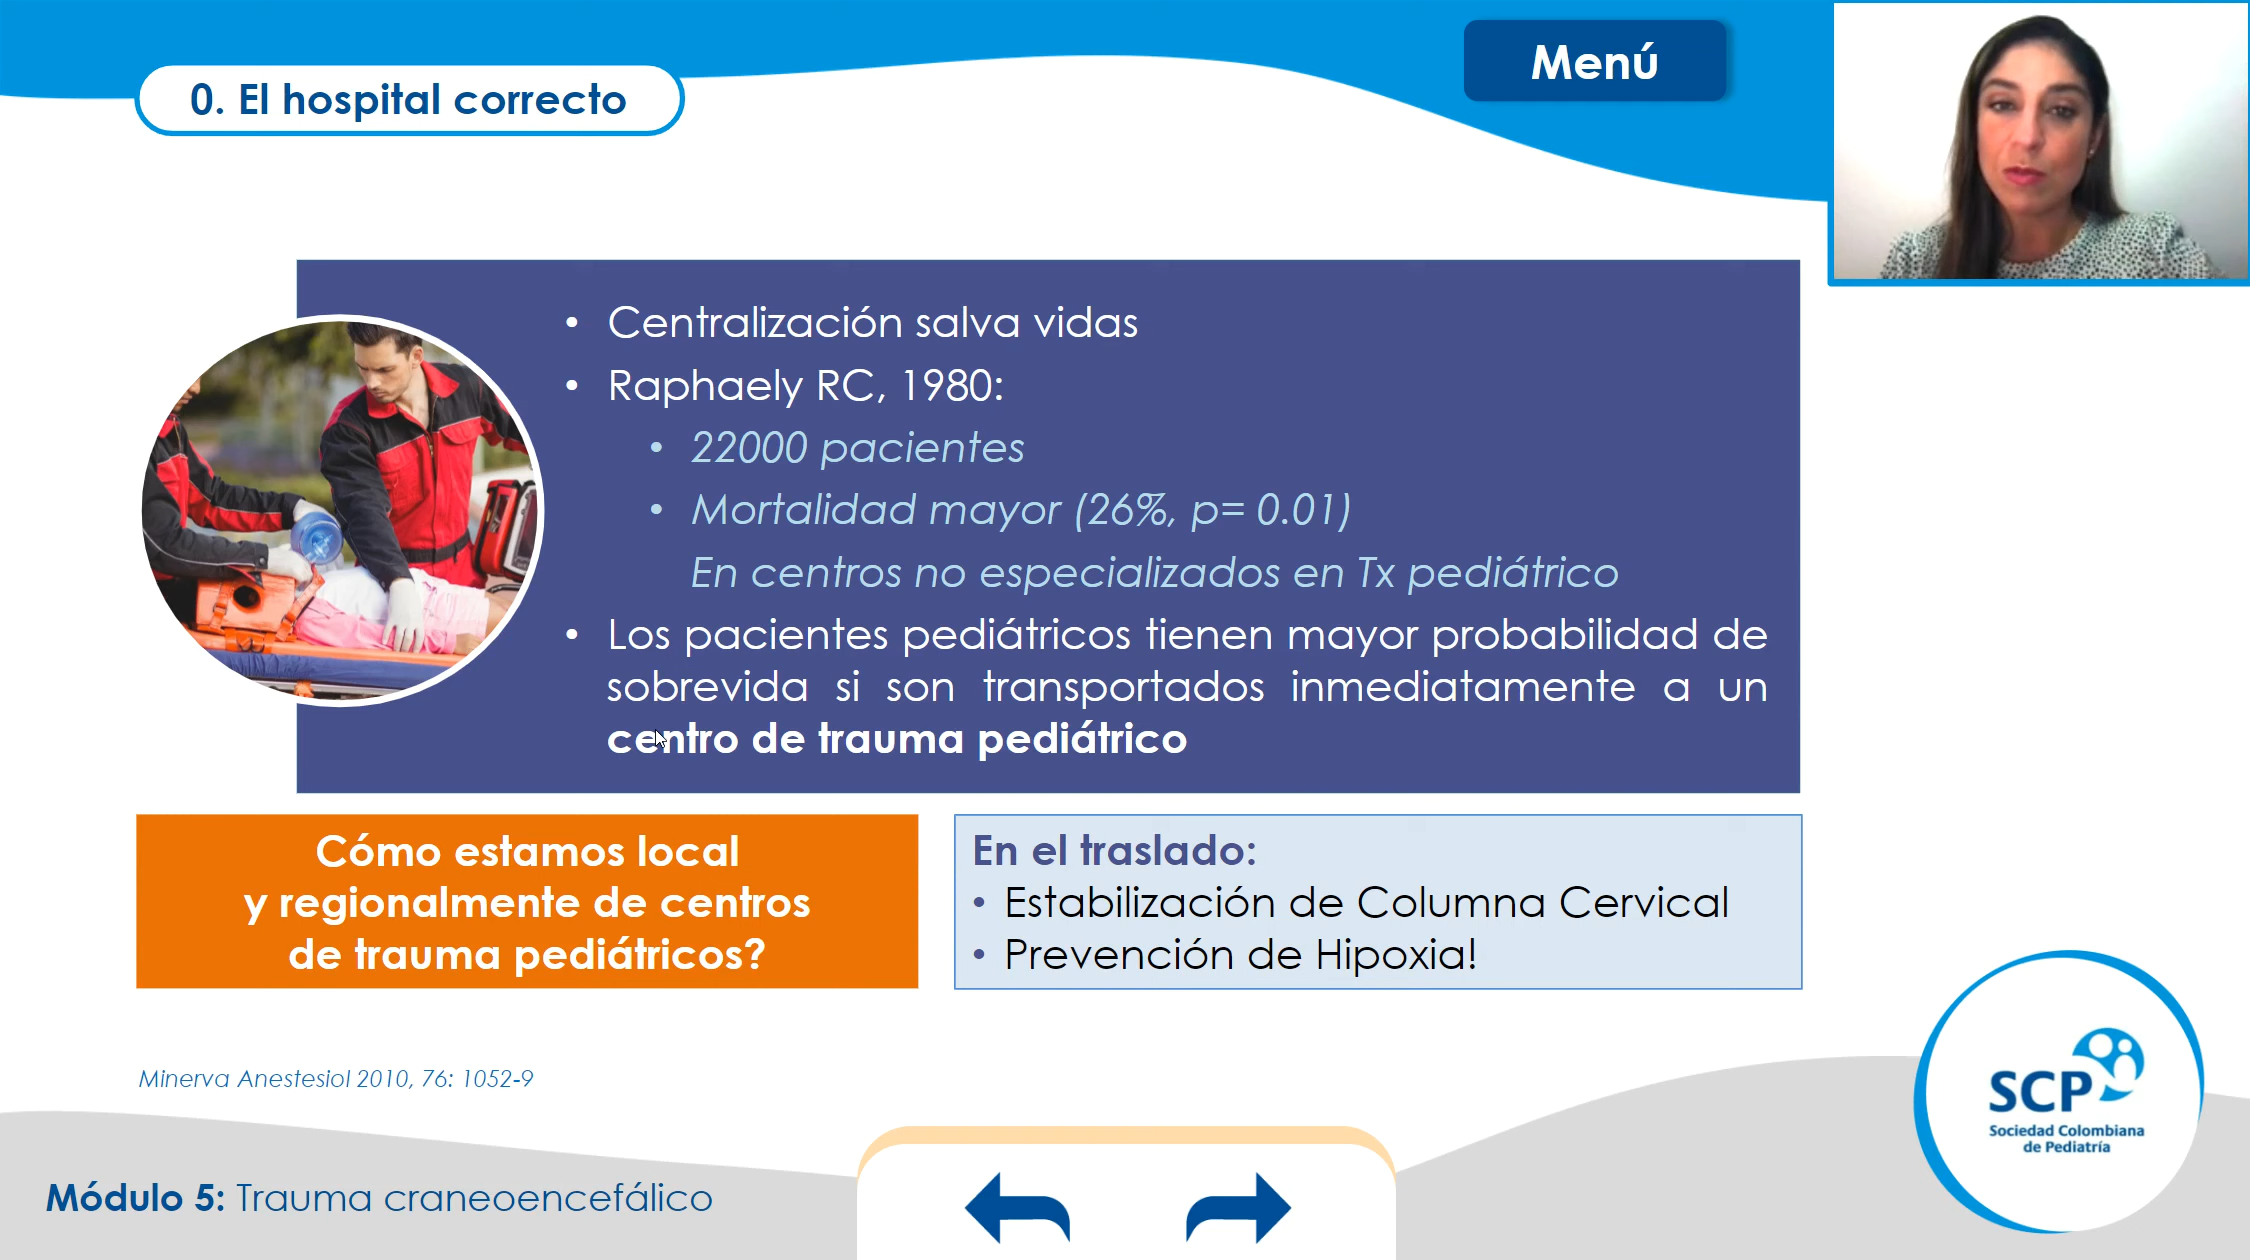 0. El hospital correcto
Menú
• Centralización salva vidas
• Raphaely RC, 1980:
• 22000 pacientes
• Mortalidad mayor (26%, p= 0.01)
En centros no especializados en Tx pediátrico
• Los pacientes pediátricos tienen mayor probabilidad de
sobrevida si son transportados inmediatamente a un
centro de trauma pediátrico
Cómo estamos local
y regionalmente de centros
de trauma pediátricos?
En el traslado:
• Estabilización de Columna Cervical
• Prevención de Hipoxia!
Minerva Anestesiol 2010, 76: 1052-9
SCP
Sociedad Colombiana
de Pediatría
Módulo 5: Trauma craneoencefálico